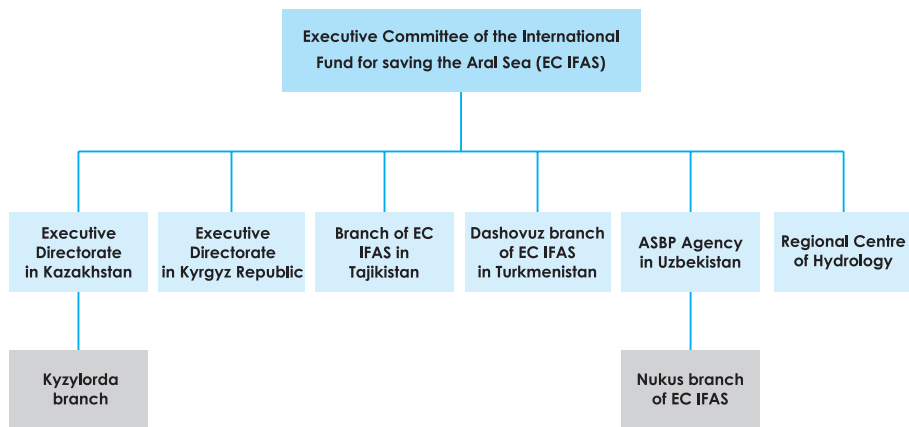 Executive Committee of the International
Fund for saving the Aral Sea (EC IFAS)
Executive
Directorate
in Kazakhstan
Executive
Directorate
in Kyrgyz Republic
Branch of EC
IFAS in
Tajikistan
Dashovuz branch
of EC IFAS
in Turkmenistan
ASBP Agency
in Uzbekistan
Regional Centre
of Hydrology
Kyzylorda
branch
Nukus branch
of EC IFAS